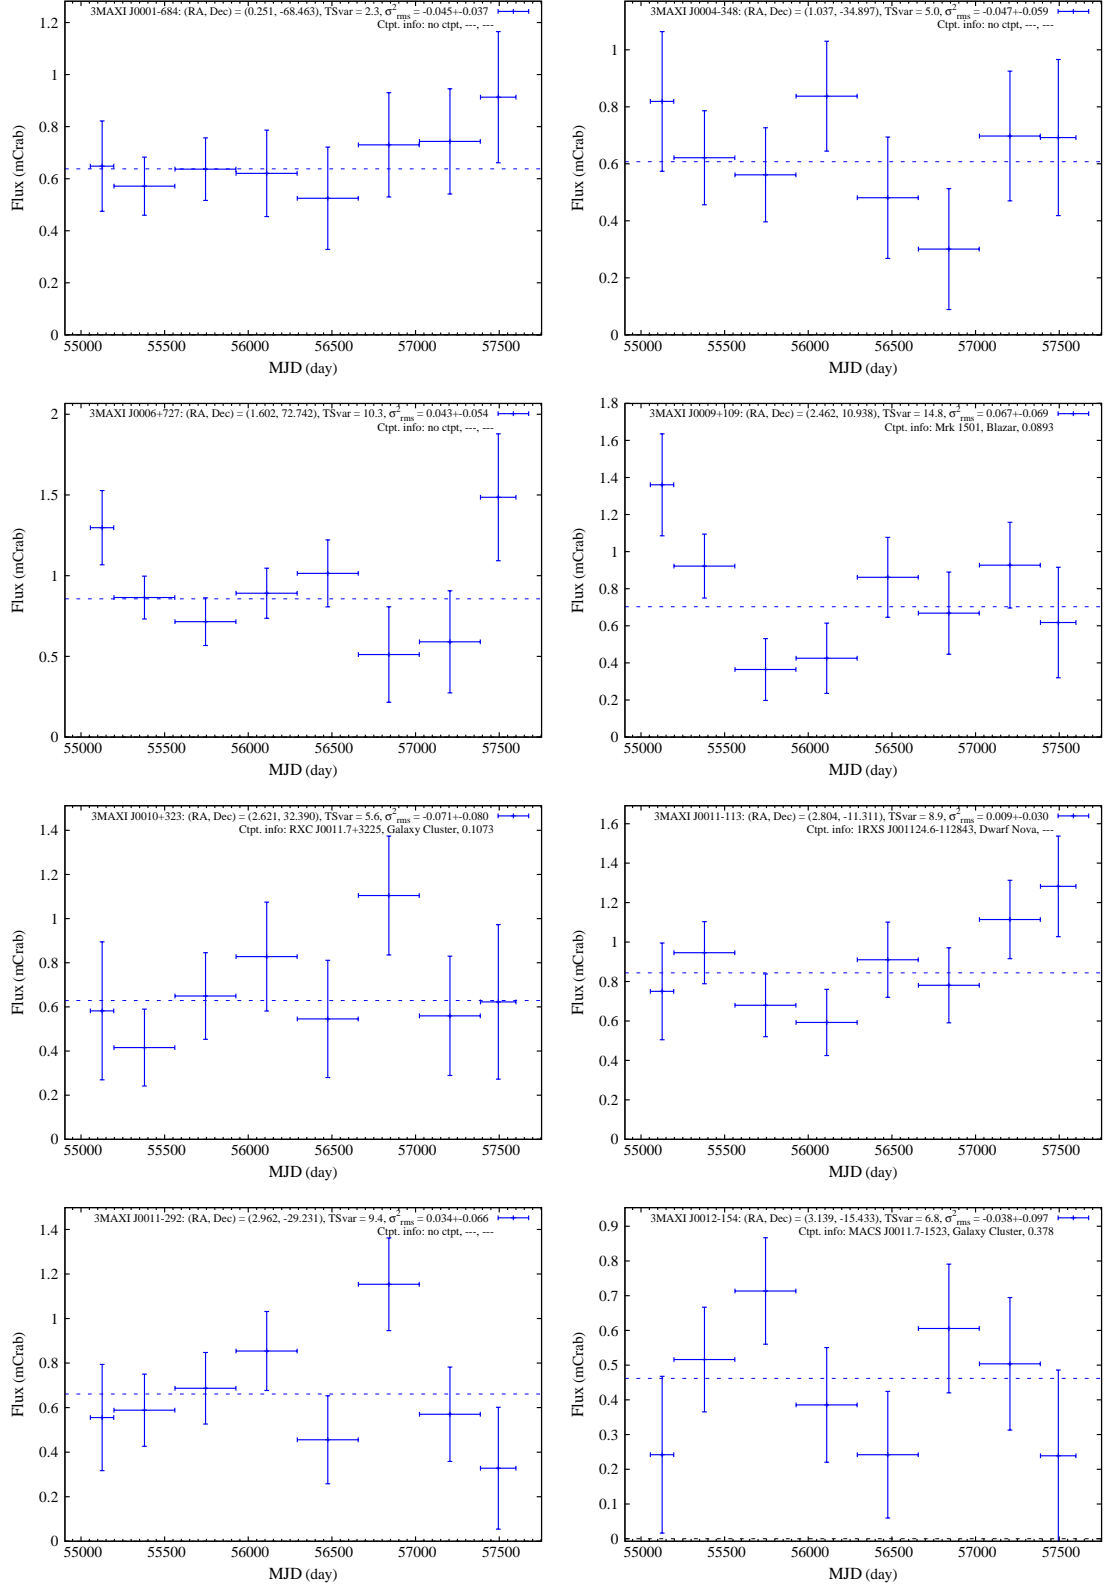 3MAXI J0001-684: (RA, Dec) = (0.251, -68.463), TSvar = 2.3, σ²rms = -0.045+-0.037
Ctpt. info: no ctpt, ---, ---
Flux (mCrab)
1.2
1
0.8
0.6
0.4
0.2
0
55000 55500 56000 56500 57000 57500
MJD (day)
3MAXI J0004-348: (RA, Dec) = (1.037, -34.897), TSvar = 5.0, σ²rms = -0.047+-0.059
Ctpt. info: no ctpt, ---, ---
Flux (mCrab)
1
0.8
0.6
0.4
0.2
0
55000 55500 56000 56500 57000 57500
MJD (day)
3MAXI J0006+727: (RA, Dec) = (1.602, 72.742), TSvar = 10.3, σ²rms = 0.043+-0.054
Ctpt. info: no ctpt, ---, ---
Flux (mCrab)
2
1.5
1
0.5
0
55000 55500 56000 56500 57000 57500
MJD (day)
3MAXI J0009+109: (RA, Dec) = (2.462, 10.938), TSvar = 14.8, σ²rms = 0.067+-0.069
Ctpt. info: Mrk 1501, Blazar, 0.0893
Flux (mCrab)
1.8
1.6
1.4
1.2
1
0.8
0.6
0.4
0.2
0
55000 55500 56000 56500 57000 57500
MJD (day)
3MAXI J0010+323: (RA, Dec) = (2.621, 32.390), TSvar = 5.6, σ²rms = -0.071+-0.080
Ctpt. info: RXC J0011.7+3225, Galaxy Cluster, 0.1073
Flux (mCrab)
1.4
1.2
1
0.8
0.6
0.4
0.2
0
55000 55500 56000 56500 57000 57500
MJD (day)
3MAXI J0011-113: (RA, Dec) = (2.804, -11.311), TSvar = 8.9, σ²rms = 0.009+-0.030
Ctpt. info: 1RXS J001124.6-112843, Dwarf Nova, ---
Flux (mCrab)
1.6
1.4
1.2
1
0.8
0.6
0.4
0.2
0
55000 55500 56000 56500 57000 57500
MJD (day)
3MAXI J0011-292: (RA, Dec) = (2.962, -29.231), TSvar = 9.4, σ²rms = 0.034+-0.066
Ctpt. info: no ctpt, ---, ---
Flux (mCrab)
1.4
1.2
1
0.8
0.6
0.4
0.2
0
55000 55500 56000 56500 57000 57500
MJD (day)
3MAXI J0012-154: (RA, Dec) = (3.139, -15.433), TSvar = 6.8, σ²rms = -0.038+-0.097
Ctpt. info: MACS J0011.7-1523, Galaxy Cluster, 0.378
Flux (mCrab)
0.9
0.8
0.7
0.6
0.5
0.4
0.3
0.2
0.1
0
55000 55500 56000 56500 57000 57500
MJD (day)